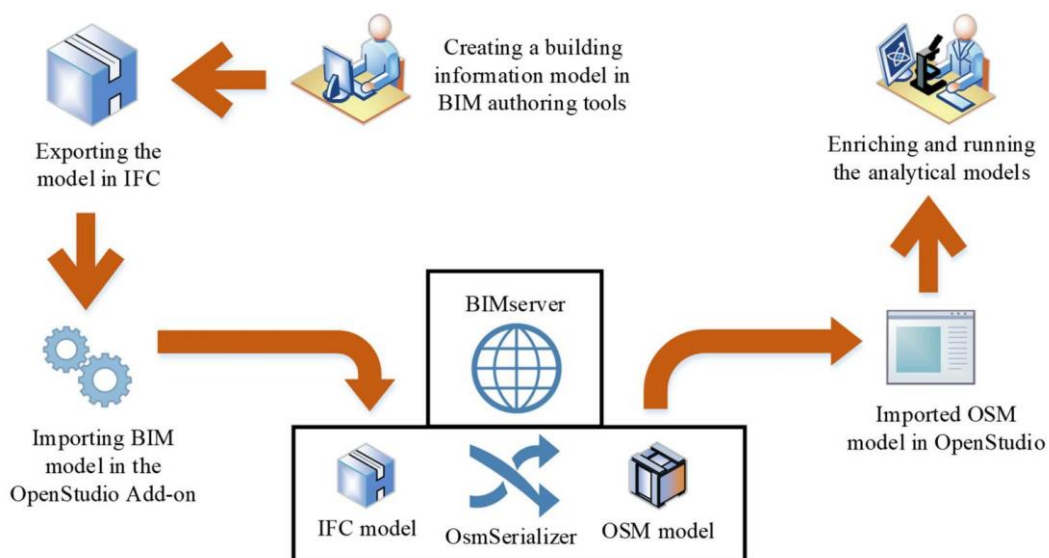 Creating a building
information model in
BIM authoring tools
Exporting the
model in IFC
Importing BIM
model in the
OpenStudio Add-on
BIMserver
IFC model
OsmSerializer
OSM model
Imported OSM
model in OpenStudio
Enriching and running
the analytical models